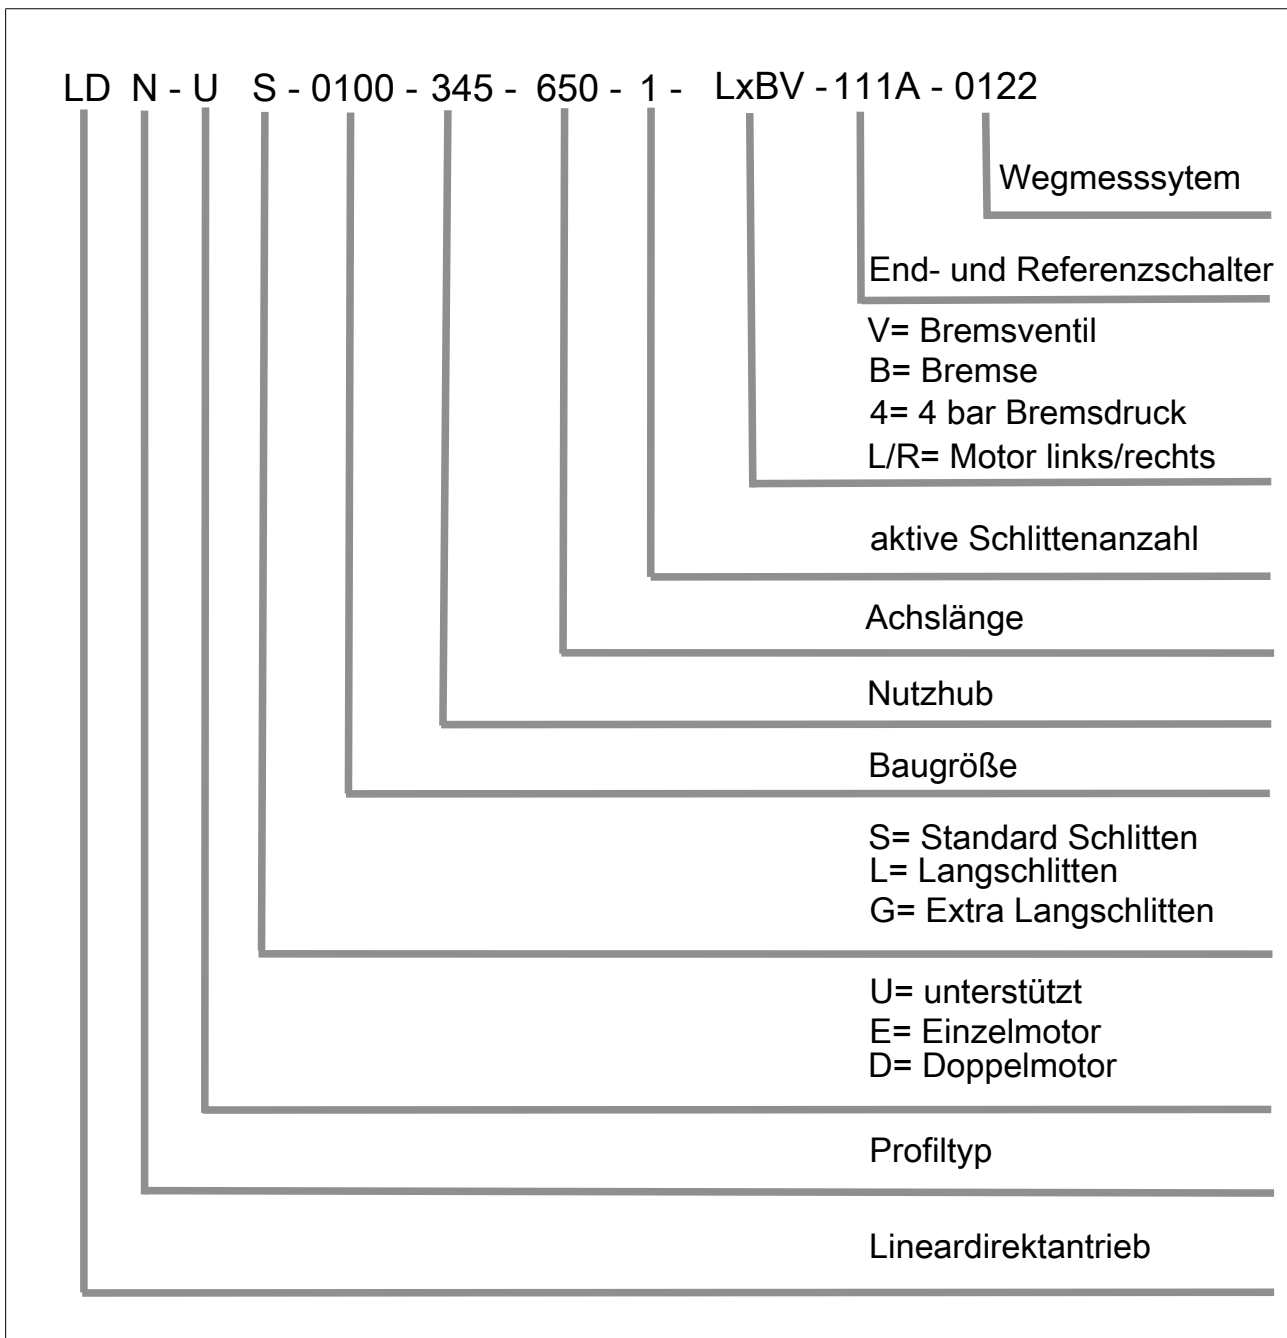 LD N - U S - 0100 - 345 - 650 - 1 - LxBV - 111A - 0122
Wegmesssytem
End- und Referenzschalter
V= Bremsventil
B= Bremse
4= 4 bar Bremsdruck
L/R= Motor links/rechts
aktive Schlittenanzahl
Achslänge
Nutzhub
Baugröße
S= Standard Schlitten
L= Langschlitten
G= Extra Langschlitten
U= unterstützt
E= Einzelmotor
D= Doppelmotor
Profiltyp
Lineardirektantrieb